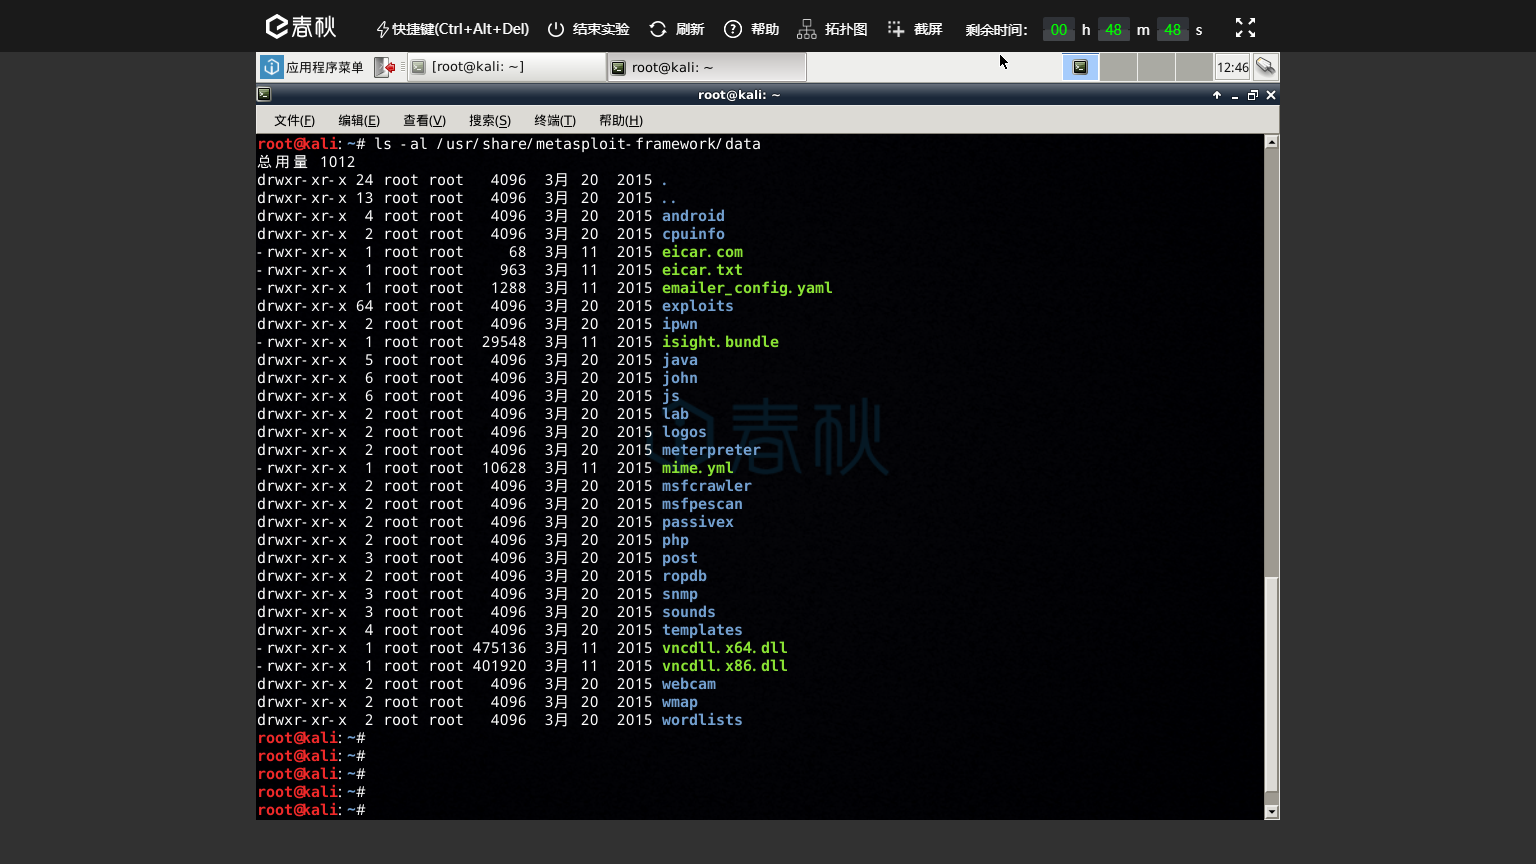 春秋 快捷键(Ctrl+Alt+Del) 结束实验 刷新 帮助 拓扑图 截屏 剩余时间: 00 h 48 m 48 s
应用程序菜单 [root@kali: ~] root@kali: ~ 12:46
root@kali: ~
文件(F) 编辑(E) 查看(V) 搜索(S) 终端(T) 帮助(H)
root@kali:~# ls -al /usr/share/metasploit-framework/data
总用量 1012
drwxr-xr-x 24 root root 4096 3月 20 2015 .
drwxr-xr-x 13 root root 4096 3月 20 2015 ..
drwxr-xr-x 4 root root 4096 3月 20 2015 android
drwxr-xr-x 2 root root 4096 3月 20 2015 cpuinfo
-rwxr-xr-x 1 root root 68 3月 11 2015 eicar.com
-rwxr-xr-x 1 root root 963 3月 11 2015 eicar.txt
-rwxr-xr-x 1 root root 1288 3月 11 2015 emailer_config.yaml
drwxr-xr-x 64 root root 4096 3月 20 2015 exploits
drwxr-xr-x 2 root root 4096 3月 20 2015 ipwn
-rwxr-xr-x 1 root root 29548 3月 11 2015 isight.bundle
drwxr-xr-x 5 root root 4096 3月 20 2015 java
drwxr-xr-x 6 root root 4096 3月 20 2015 john
drwxr-xr-x 6 root root 4096 3月 20 2015 js
drwxr-xr-x 2 root root 4096 3月 20 2015 lab
drwxr-xr-x 2 root root 4096 3月 20 2015 logos
drwxr-xr-x 2 root root 4096 3月 20 2015 meterpreter
-rwxr-xr-x 1 root root 10628 3月 11 2015 mime.yml
drwxr-xr-x 2 root root 4096 3月 20 2015 msfcrawler
drwxr-xr-x 2 root root 4096 3月 20 2015 msfpescan
drwxr-xr-x 2 root root 4096 3月 20 2015 passivex
drwxr-xr-x 2 root root 4096 3月 20 2015 php
drwxr-xr-x 3 root root 4096 3月 20 2015 post
drwxr-xr-x 2 root root 4096 3月 20 2015 ropdb
drwxr-xr-x 3 root root 4096 3月 20 2015 snmp
drwxr-xr-x 3 root root 4096 3月 20 2015 sounds
drwxr-xr-x 4 root root 4096 3月 20 2015 templates
-rwxr-xr-x 1 root root 475136 3月 11 2015 vncdll.x64.dll
-rwxr-xr-x 1 root root 401920 3月 11 2015 vncdll.x86.dll
drwxr-xr-x 2 root root 4096 3月 20 2015 webcam
drwxr-xr-x 2 root root 4096 3月 20 2015 wmap
drwxr-xr-x 2 root root 4096 3月 20 2015 wordlists
root@kali:~#
root@kali:~#
root@kali:~#
root@kali:~#
root@kali:~#
春秋